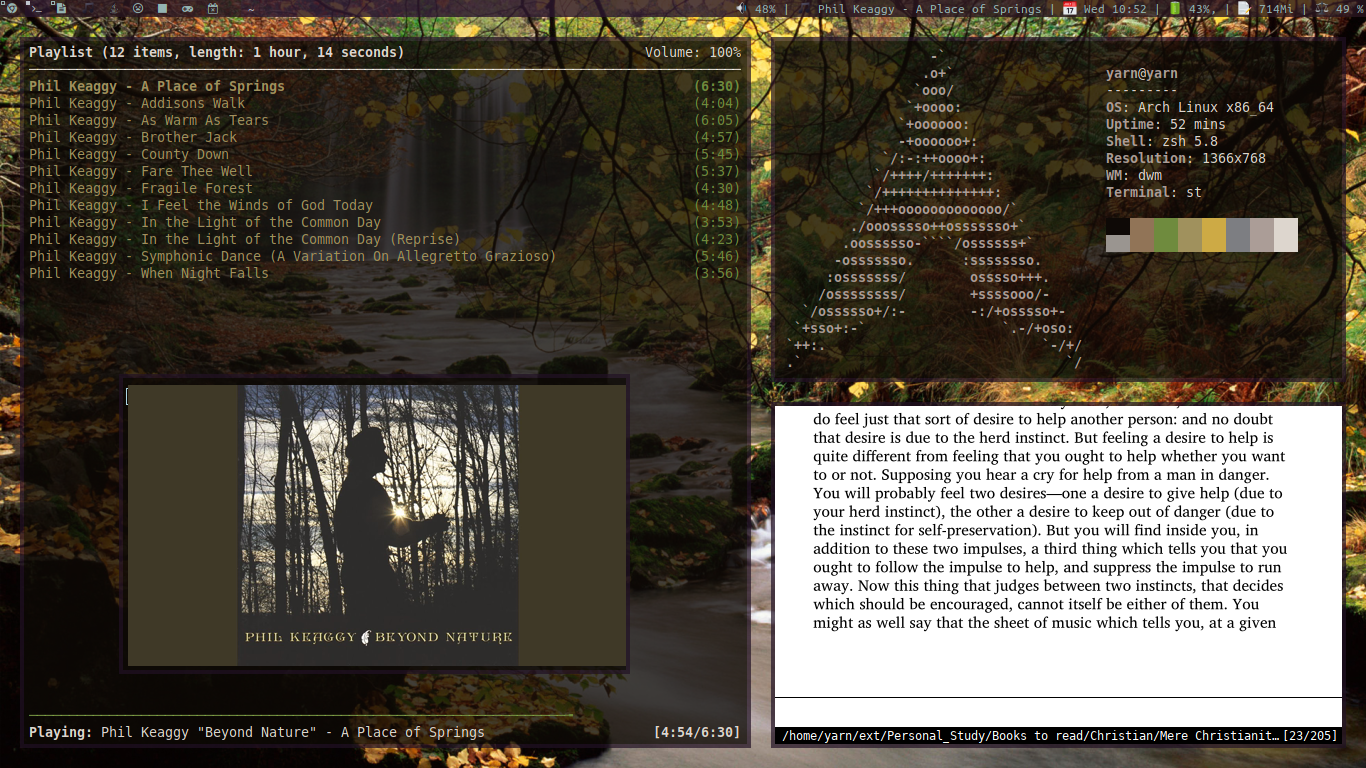 ~ 48% | Phil Keaggy - A Place of Springs | Wed 10:52 | 43%, | 714Mi | 49 %
Playlist (12 items, length: 1 hour, 14 seconds) Volume: 100%
Phil Keaggy - A Place of Springs (6:30)
Phil Keaggy - Addisons Walk (4:04)
Phil Keaggy - As Warm As Tears (6:05)
Phil Keaggy - Brother Jack (4:57)
Phil Keaggy - County Down (5:45)
Phil Keaggy - Fare Thee Well (5:37)
Phil Keaggy - Fragile Forest (4:30)
Phil Keaggy - I Feel the Winds of God Today (4:48)
Phil Keaggy - In the Light of the Common Day (3:53)
Phil Keaggy - In the Light of the Common Day (Reprise) (4:23)
Phil Keaggy - Symphonic Dance (A Variation On Allegretto Grazioso) (5:46)
Phil Keaggy - When Night Falls (3:56)
PHIL KEAGGY BEYOND NATURE
Playing: Phil Keaggy "Beyond Nature" - A Place of Springs [4:54/6:30]
yarn@yarn
---------
OS: Arch Linux x86_64
Uptime: 52 mins
Shell: zsh 5.8
Resolution: 1366x768
WM: dwm
Terminal: st
do feel just that sort of desire to help another person: and no doubt
that desire is due to the herd instinct. But feeling a desire to help is
quite different from feeling that you ought to help whether you want
to or not. Supposing you hear a cry for help from a man in danger.
You will probably feel two desires—one a desire to give help (due to
your herd instinct), the other a desire to keep out of danger (due to
the instinct for self-preservation). But you will find inside you, in
addition to these two impulses, a third thing which tells you that you
ought to follow the impulse to help, and suppress the impulse to run
away. Now this thing that judges between two instincts, that decides
which should be encouraged, cannot itself be either of them. You
might as well say that the sheet of music which tells you, at a given
/home/yarn/ext/Personal_Study/Books to read/Christian/Mere Christianit… [23/205]